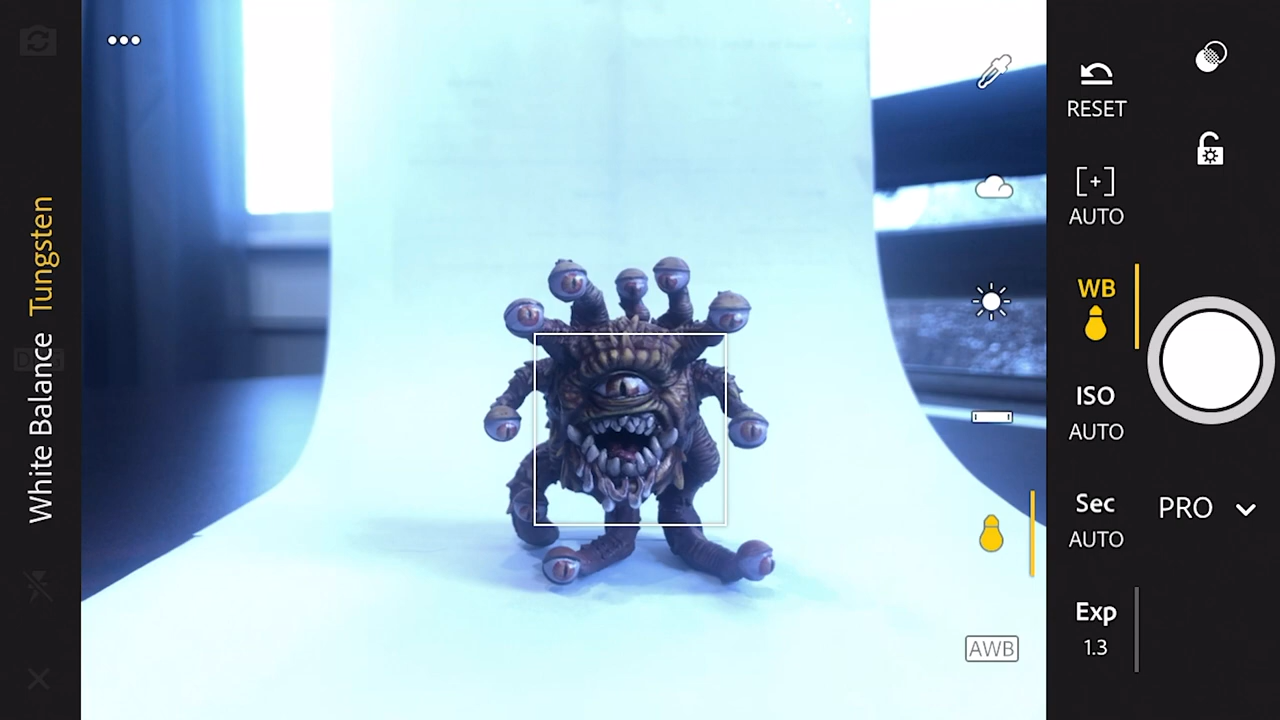 White Balance Tungsten
RESET
AUTO
WB
ISO
AUTO
Sec
AUTO
Exp
1.3
PRO
AWB